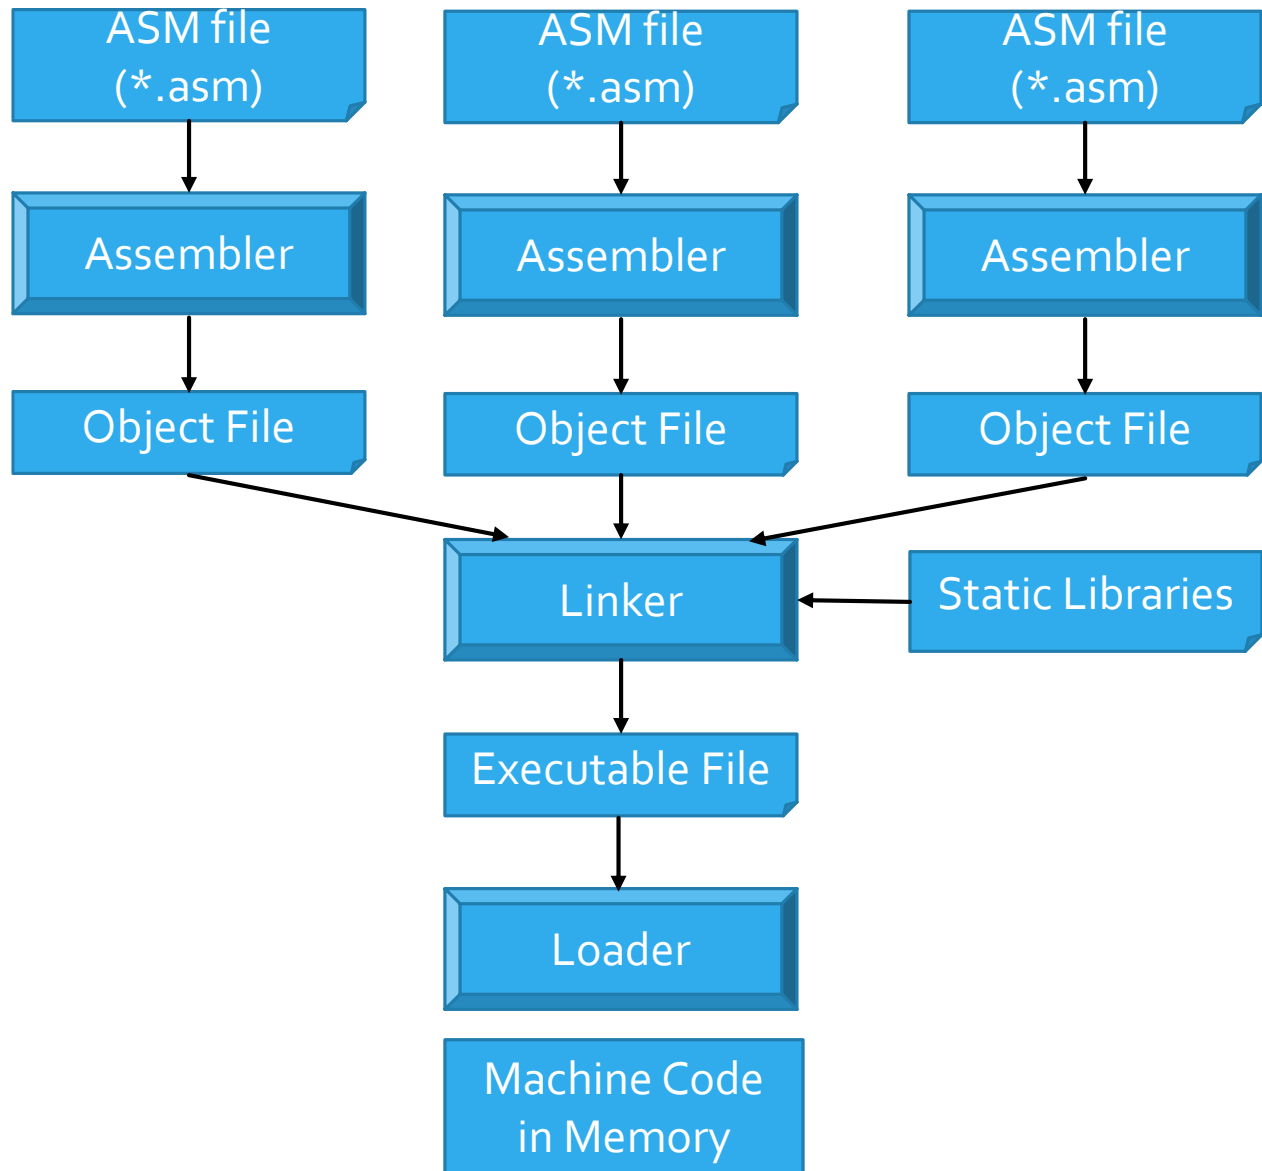 ASM file
(*.asm)
ASM file
(*.asm)
ASM file
(*.asm)
Assembler
Assembler
Assembler
Object File
Object File
Object File
Linker
Static Libraries
Executable File
Loader
Machine Code
in Memory